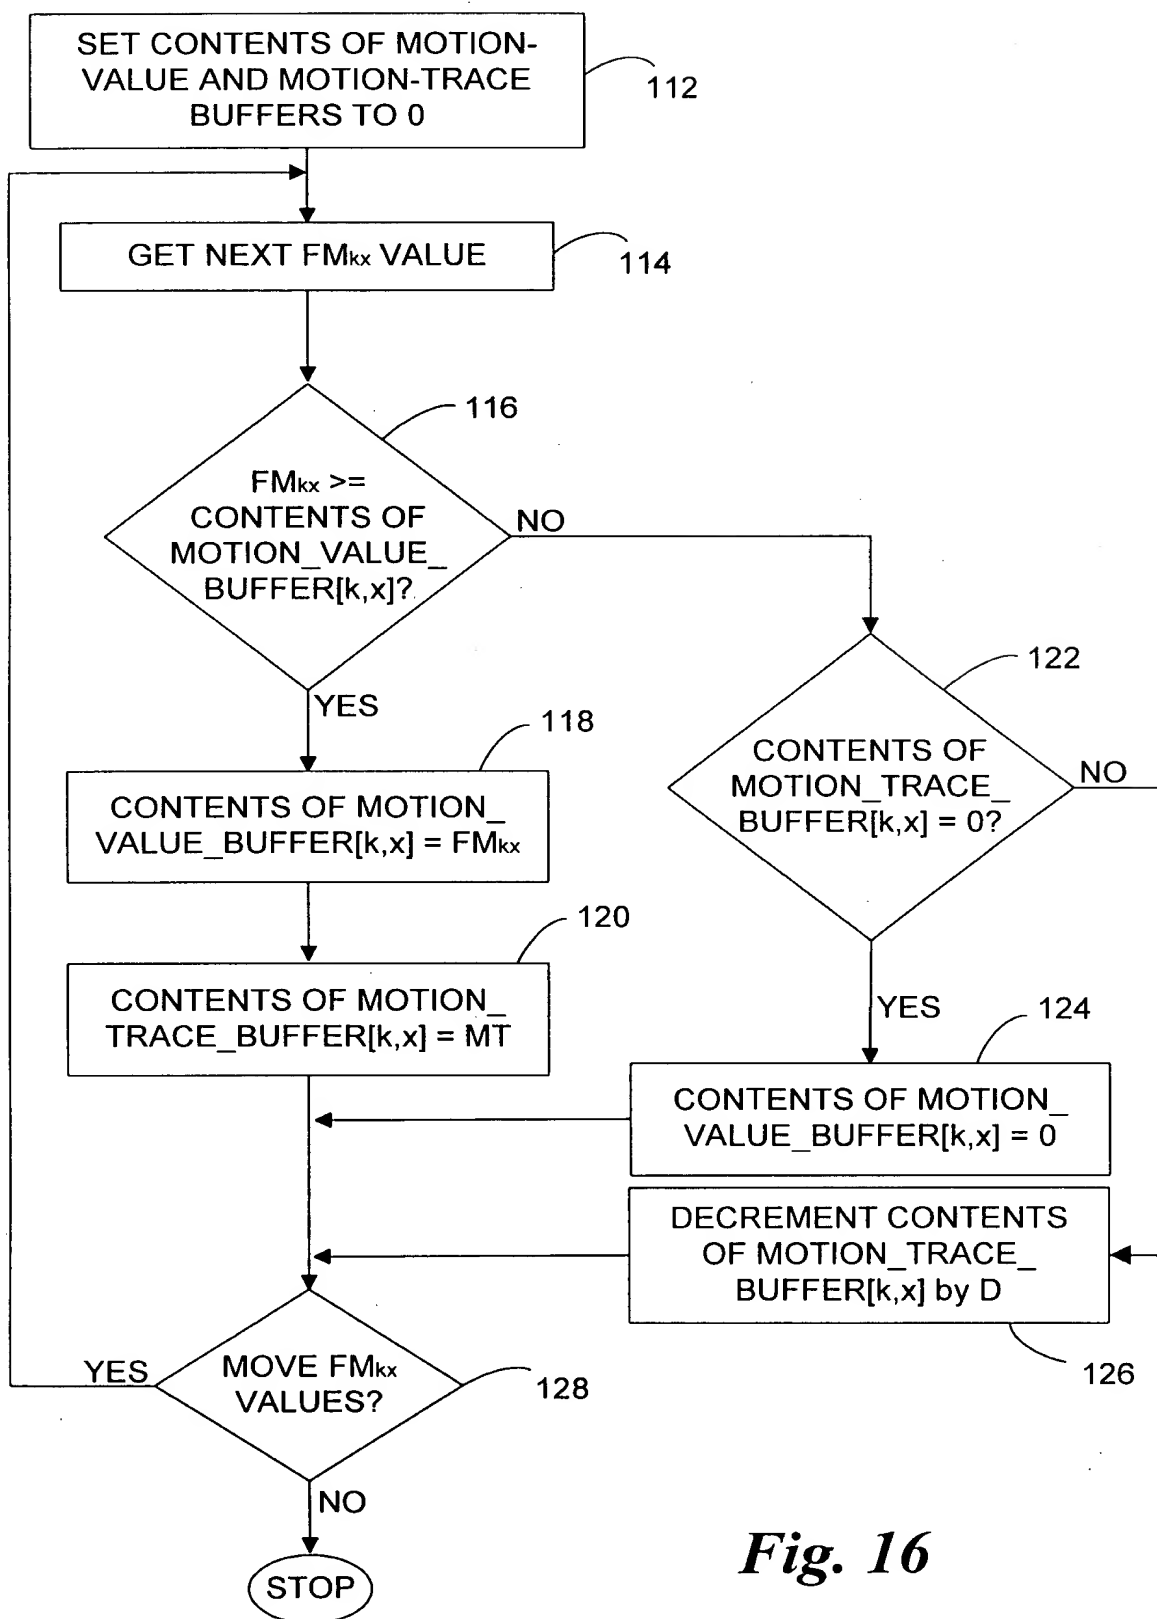 SET CONTENTS OF MOTION-
VALUE AND MOTION-TRACE
BUFFERS TO 0
112
GET NEXT FMkx VALUE
114
116
FMkx >=
CONTENTS OF
MOTION_VALUE_
BUFFER[k,x]?
NO
YES
122
CONTENTS OF
MOTION_TRACE_
BUFFER[k,x] = 0?
NO
118
CONTENTS OF MOTION_
VALUE_BUFFER[k,x] = FMkx
120
CONTENTS OF MOTION_
TRACE_BUFFER[k,x] = MT
YES
124
CONTENTS OF MOTION_
VALUE_BUFFER[k,x] = 0
DECREMENT CONTENTS
OF MOTION_TRACE_
BUFFER[k,x] by D
126
YES
MOVE FMkx
VALUES?
128
NO
STOP
Fig. 16